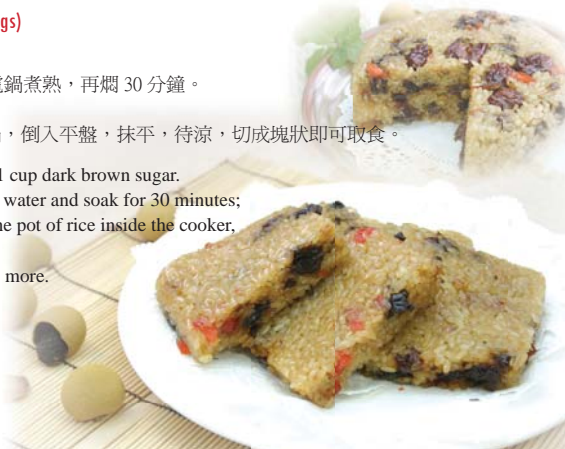 gs)
鍋煮熟，再燜 30 分鐘。
，倒入平盤，抹平，待涼，切成塊狀即可取食。
cup dark brown sugar.
water and soak for 30 minutes;
pot of rice inside the cooker,
more.